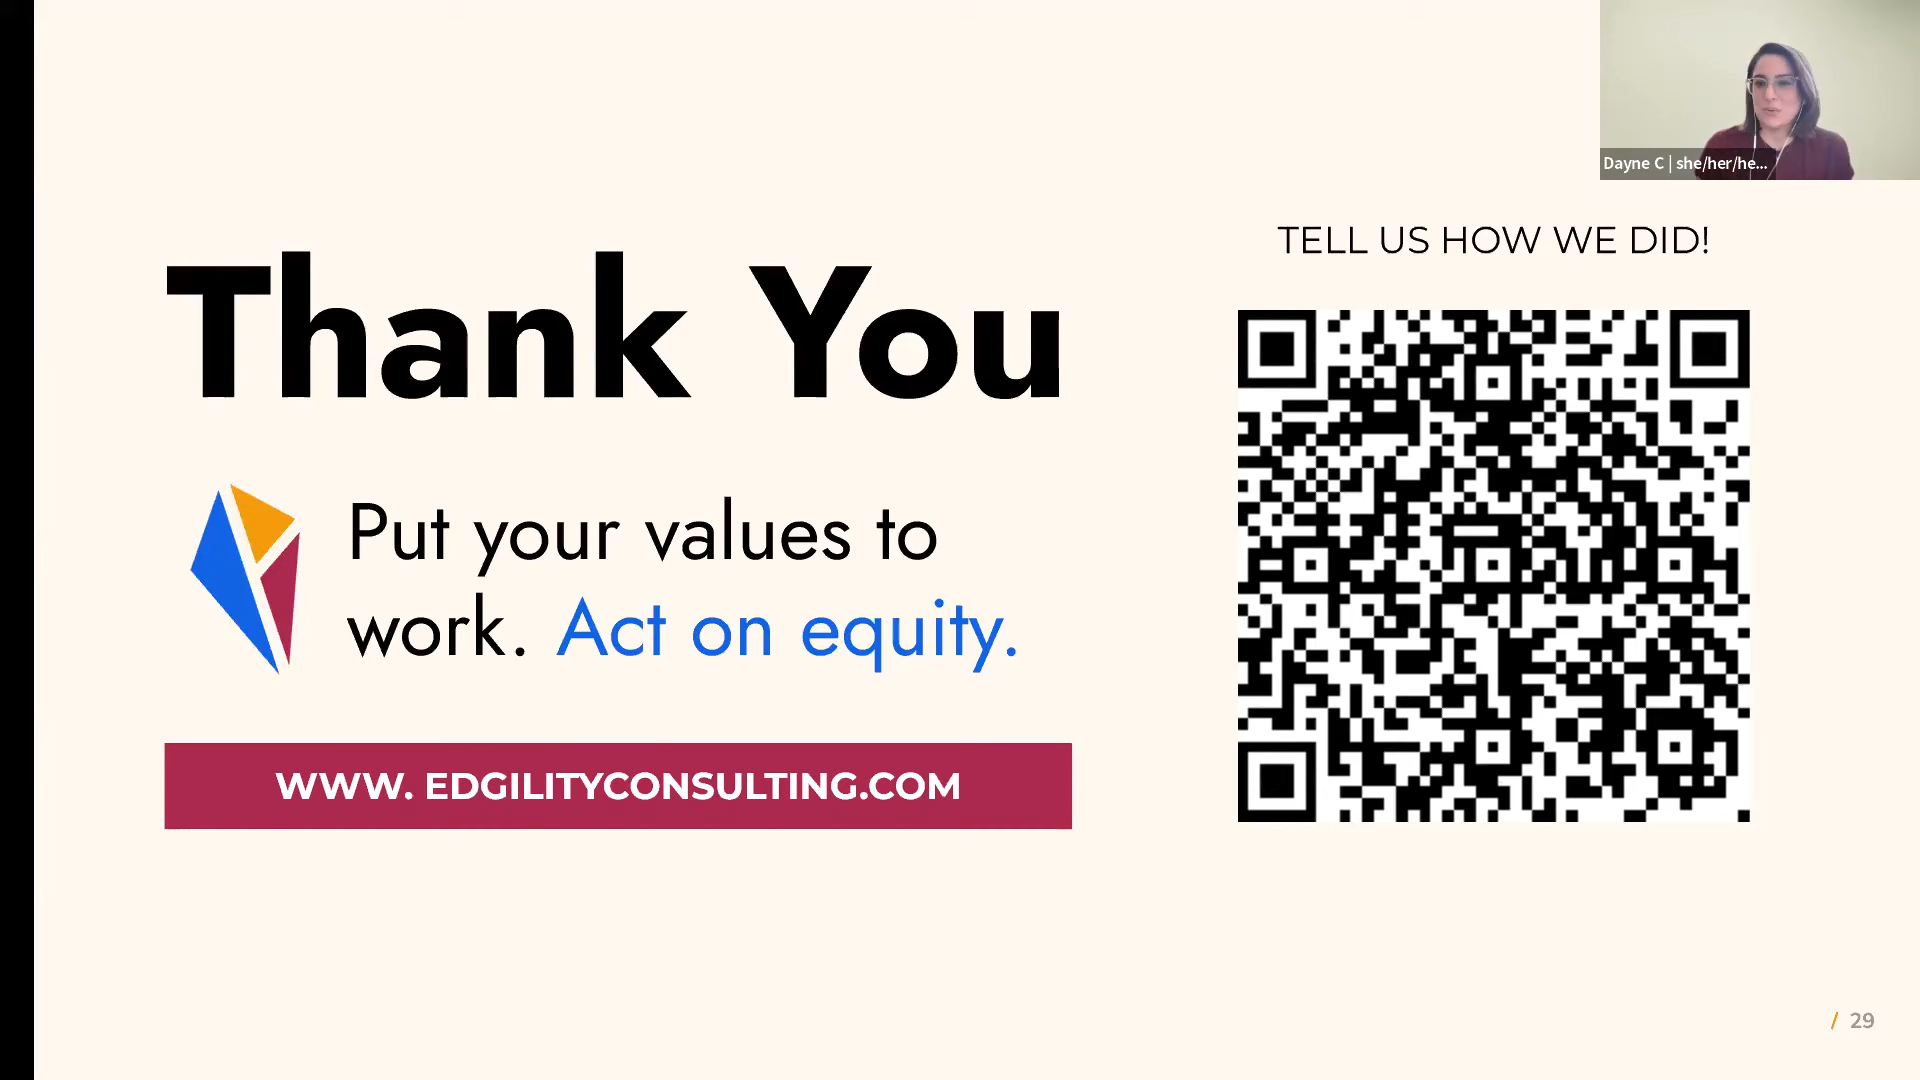 Dayne C | she/her/he...
TELL US HOW WE DID!
Thank You
Put your values to
work. Act on equity.
WWW. EDGILITYCONSULTING.COM
/ 29